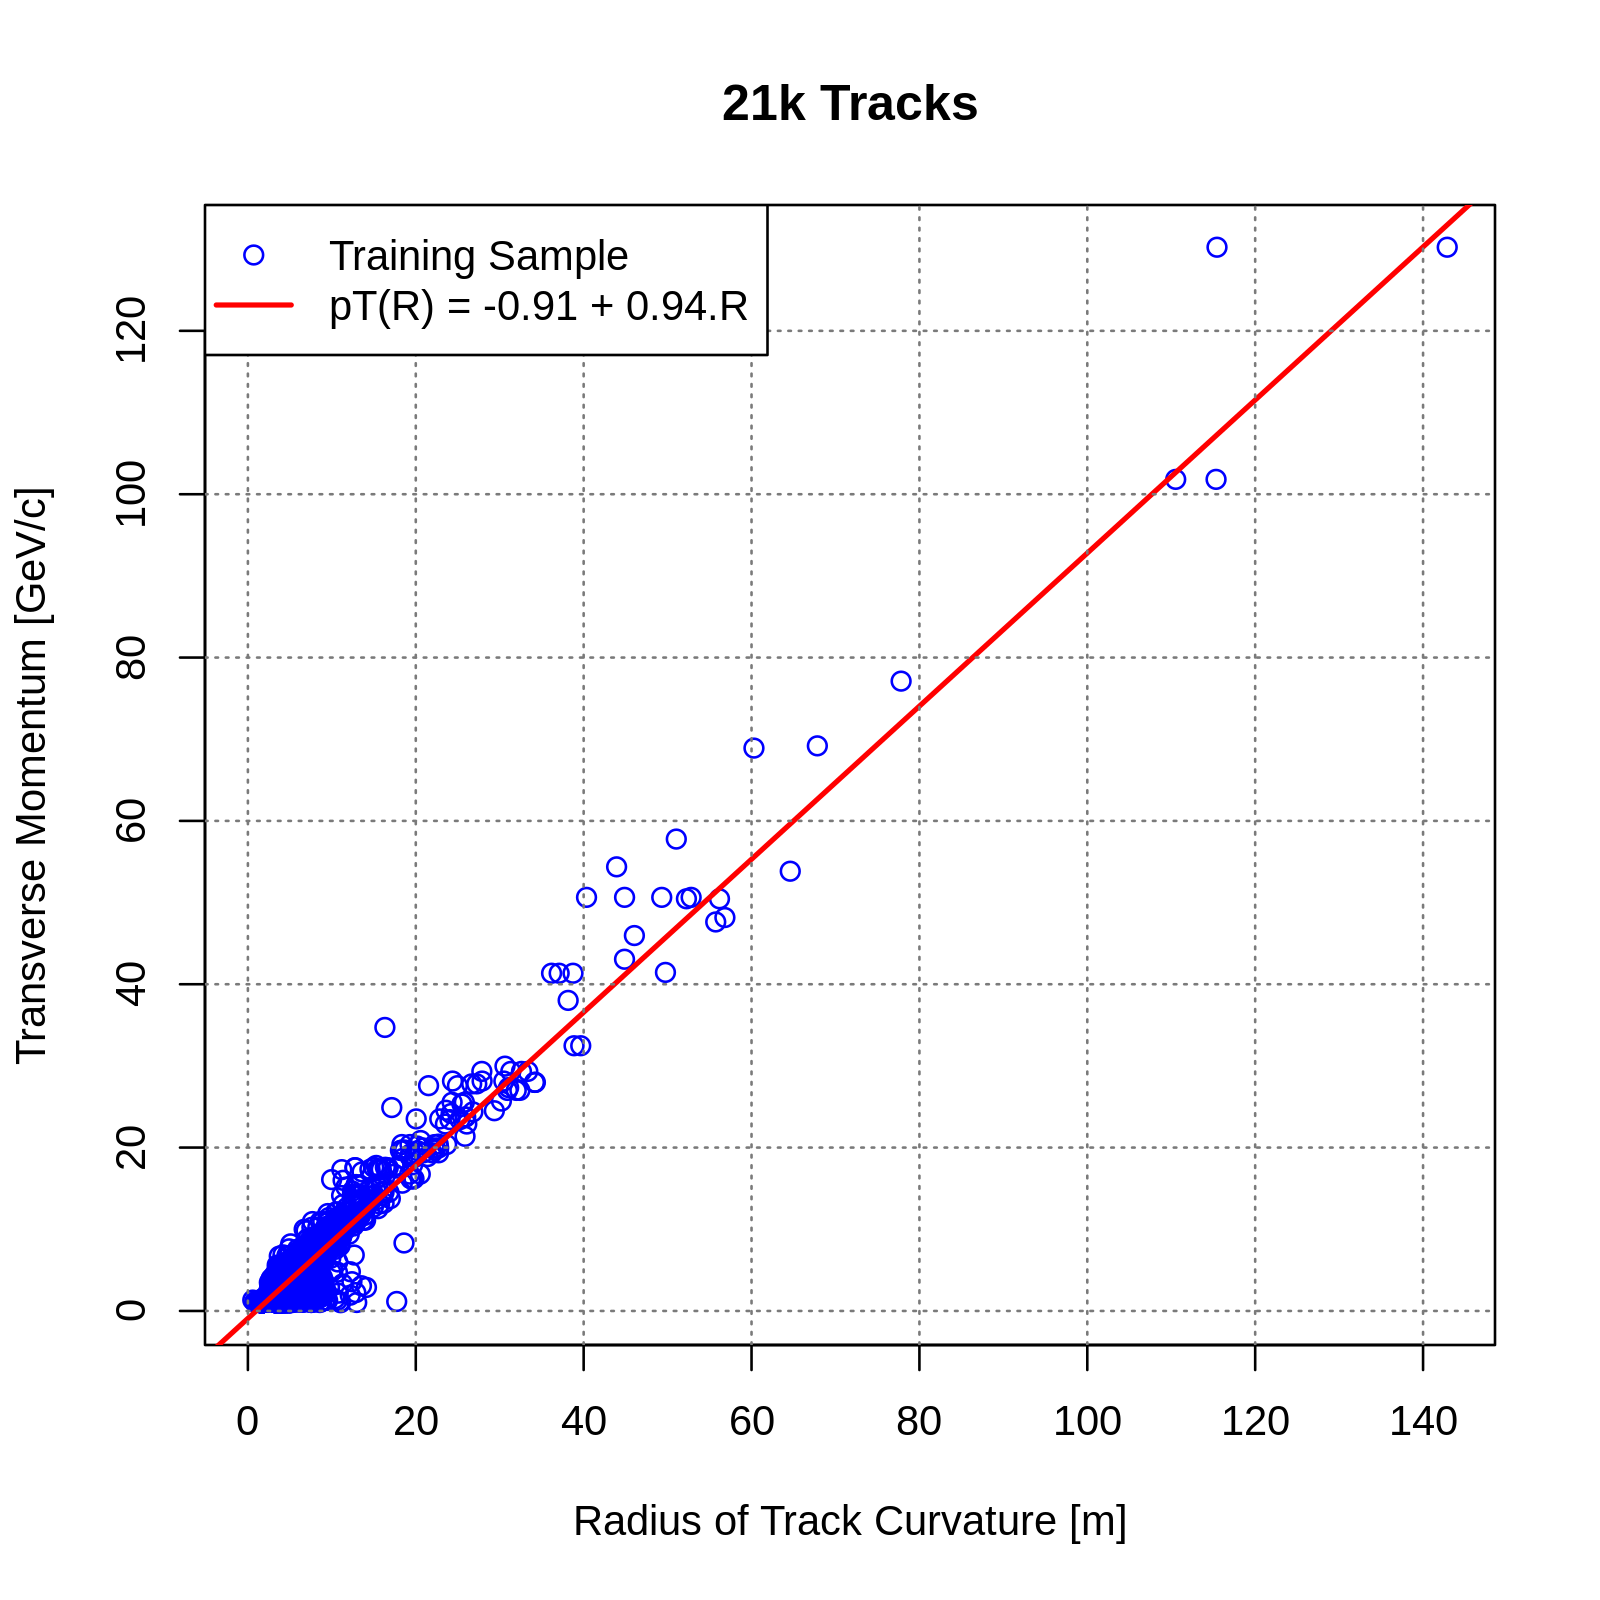 21k Tracks
Training Sample
pT(R) = -0.91 + 0.94.R
Transverse Momentum [GeV/c]
120
100
80
60
40
20
0
0 20 40 60 80 100 120 140
Radius of Track Curvature [m]